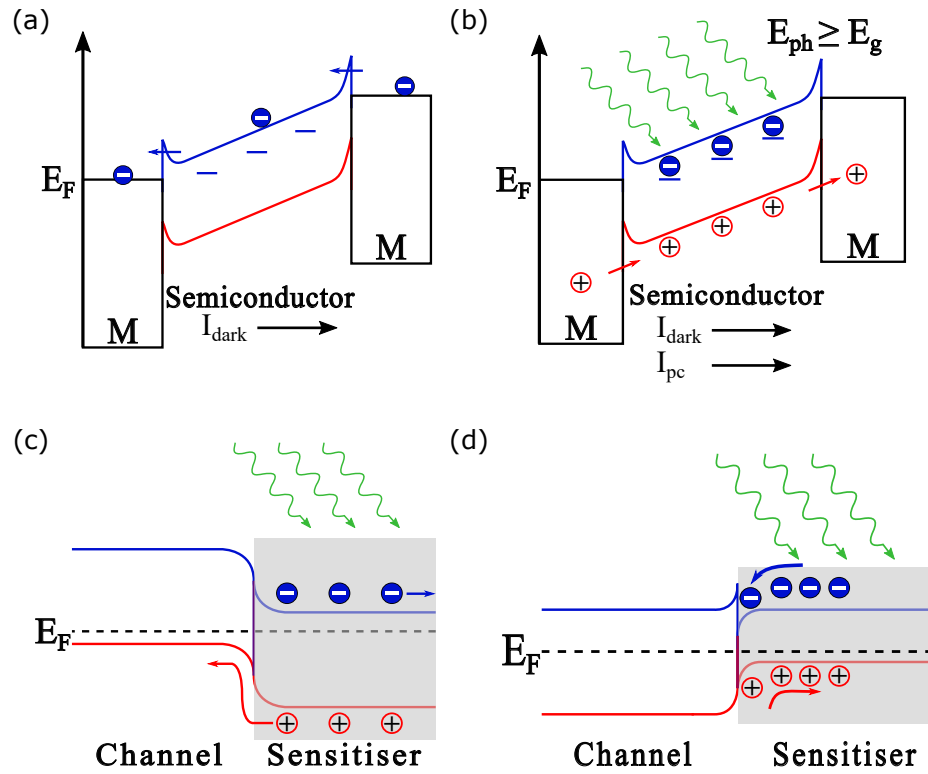 (a)
E_F
M
M
Semiconductor
I_dark
(b)
E_ph ≥ E_g
E_F
M
M
Semiconductor
I_dark
I_pc
(c)
E_F
Channel Sensitiser
(d)
E_F
Channel Sensitiser